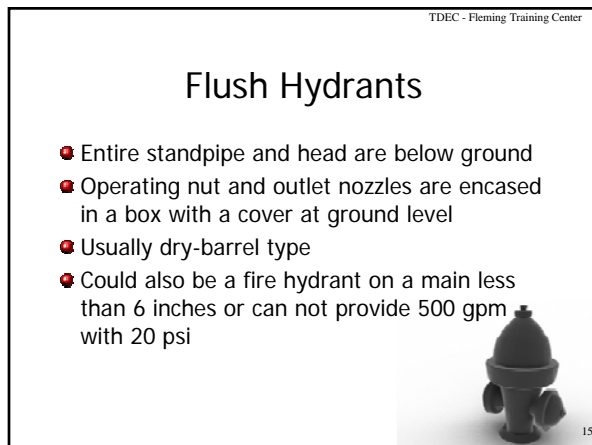 TDEC - Fleming Training Center
Flush Hydrants
Entire standpipe and head are below ground
Operating nut and outlet nozzles are encased
in a box with a cover at ground level
Usually dry-barrel type
Could also be a fire hydrant on a main less
than 6 inches or can not provide 500 gpm
with 20 psi
15